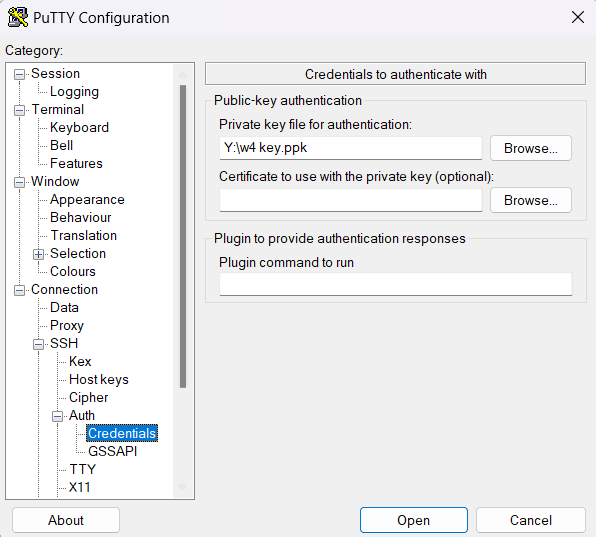 PuTTY Configuration
Category:
Session
Logging
Terminal
Keyboard
Bell
Features
Window
Appearance
Behaviour
Translation
Selection
Colours
Connection
Data
Proxy
SSH
Kex
Host keys
Cipher
Auth
Credentials
GSSAPI
TTY
X11
Credentials to authenticate with
Public-key authentication
Private key file for authentication:
Y:\w4 key.ppk
Browse...
Certificate to use with the private key (optional):
Browse...
Plugin to provide authentication responses
Plugin command to run
About
Open
Cancel